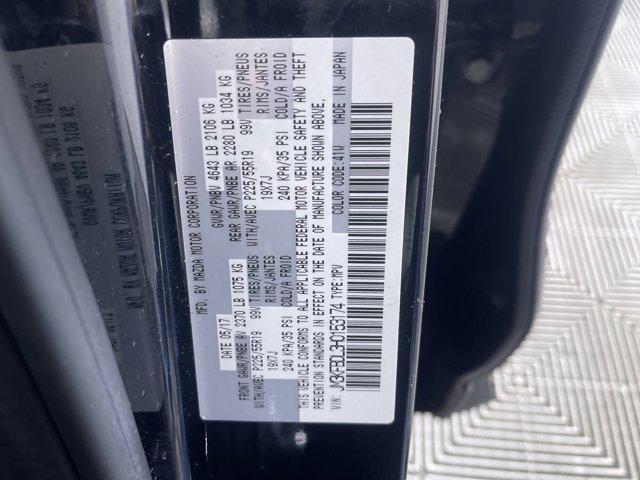 MFD. BY MAZDA MOTOR CORPORATION
DATE 05/17 GVWR/PNBV 4643 LB 2106 KG
FRONT GAWR/PNBE AV 2370 LB 1075 KG REAR GAWR/PNBE AR 2280 LB 1034 KG
WITH/AVEC P225/55R19 99V TIRES/PNEUS WITH/AVEC P225/55R19 99V TIRES/PNEUS
19X7J RIMS/JANTES 19X7J RIMS/JANTES
240 KPA/35 PSI COLD/A FROID 240 KPA/35 PSI COLD/A FROID
THIS VEHICLE CONFORMS TO ALL APPLICABLE FEDERAL MOTOR VEHICLE SAFETY AND THEFT
PREVENTION STANDARDS IN EFFECT ON THE DATE OF MANUFACTURE SHOWN ABOVE.
VIN: JM3KFBDL3H0153174 TYPE:MPV COLOR CODE:41W MADE IN JAPAN